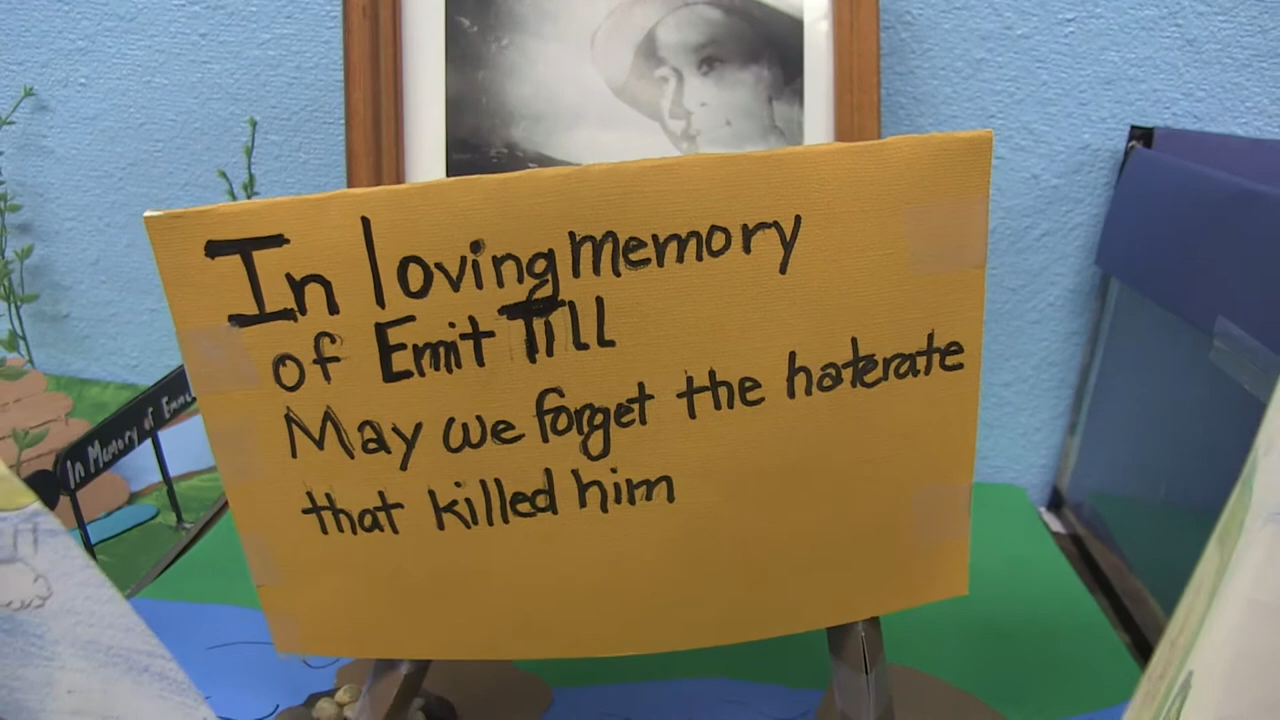 In loving memory
of Emit Till
May we forget the haterate
that killed him
In Memory of Emm